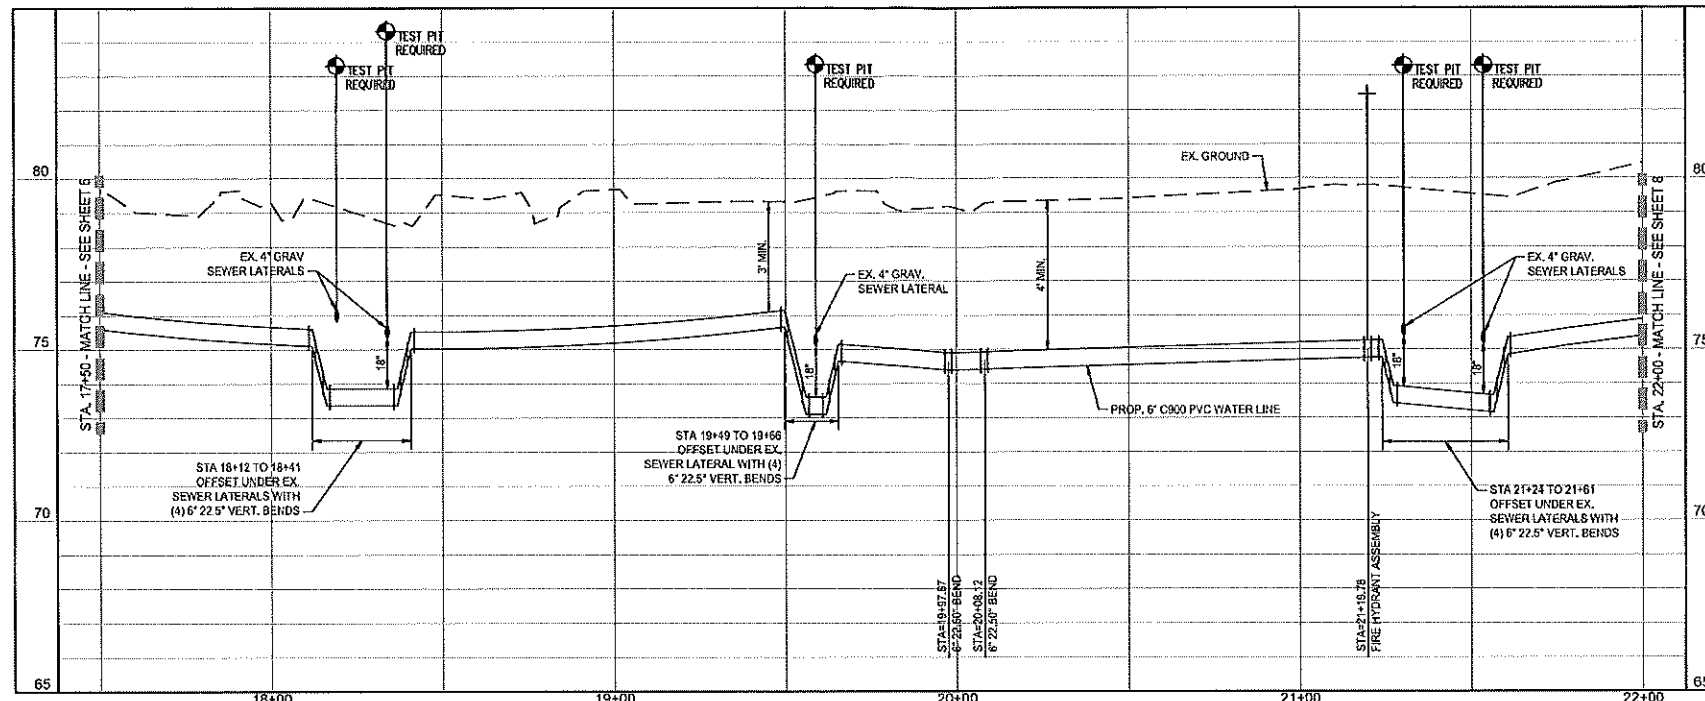 TEST PIT
REQUIRED
TEST PIT
REQUIRED
TEST PIT
REQUIRED
TEST PIT
REQUIRED
TEST PIT
REQUIRED
80
80
75
75
70
70
65
65
STA. 17+50 - MATCH LINE - SEE SHEET 6
STA. 22+00 - MATCH LINE - SEE SHEET 8
EX. GROUND
EX. 4" GRAV
SEWER LATERALS
3' MIN.
EX. 4" GRAV.
SEWER LATERAL
4' MIN.
EX. 4" GRAV.
SEWER LATERALS
18"
18"
18"
18"
PROP. 6" C900 PVC WATER LINE
STA 18+12 TO 18+41
OFFSET UNDER EX.
SEWER LATERALS WITH
(4) 6" 22.5° VERT. BENDS
STA 19+49 TO 19+66
OFFSET UNDER EX.
SEWER LATERAL WITH (4)
6" 22.5° VERT. BENDS
STA 21+24 TO 21+61
OFFSET UNDER EX.
SEWER LATERALS WITH
(4) 6" 22.5° VERT. BENDS
STA=19+97.67
6" 22.50° BEND
STA=20+08.12
6" 22.50° BEND
STA=21+19.78
FIRE HYDRANT ASSEMBLY
18+00
19+00
20+00
21+00
22+00